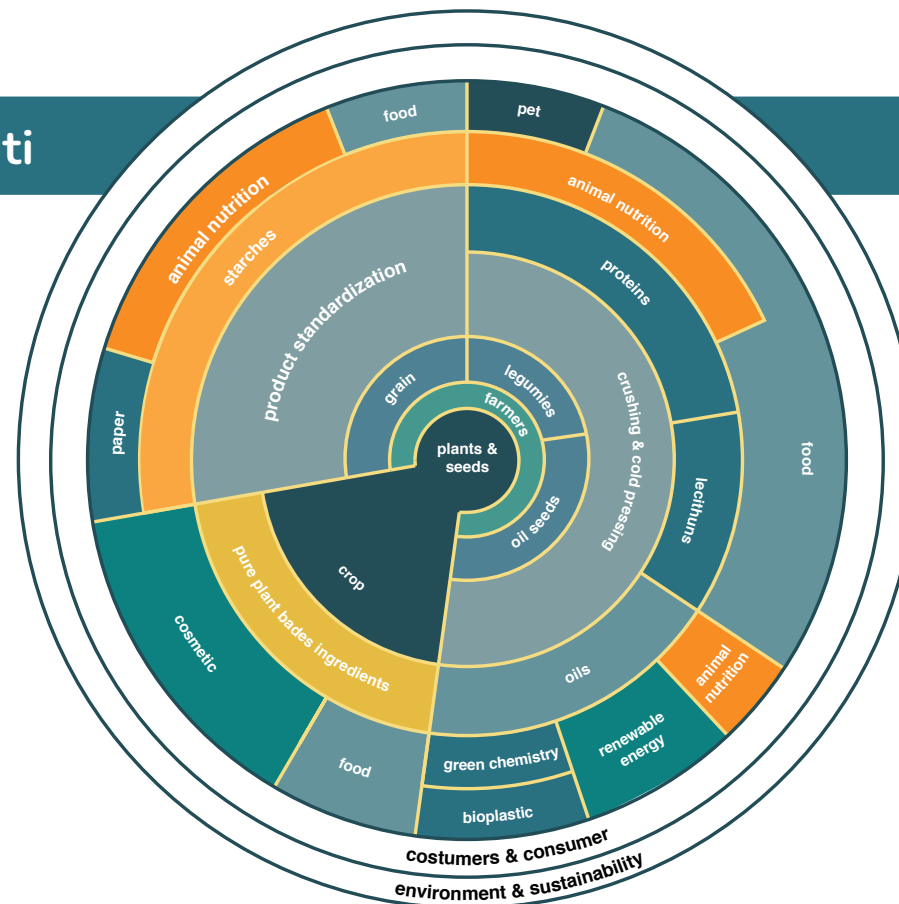 ti
food
pet
animal nutrition
starches
animal nutrition
proteins
product standardization
grain
legumies
farmers
plants &
seeds
crushing & cold pressing
paper
food
lecithuns
oil seeds
crop
pure plant bades ingredients
cosmetic
oils
animal
nutrition
renewable
energy
food
green chemistry
bioplastic
costumers & consumer
environment & sustainability